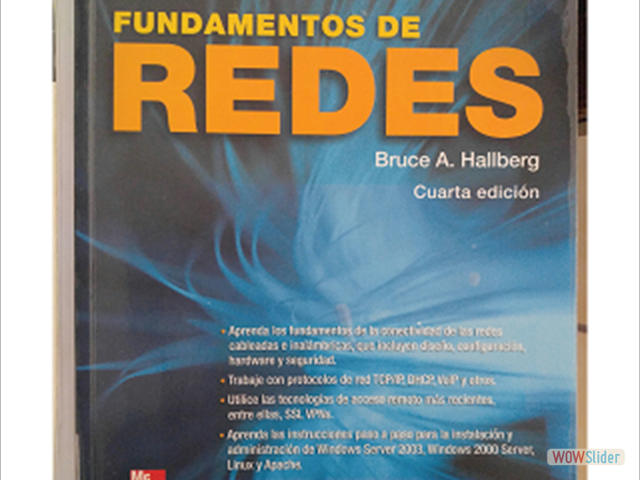 FUNDAMENTOS DE
REDES
Bruce A. Hallberg
Cuarta edición
• Aprenda los fundamentos de la conectividad de las redes
cableadas e inalámbricas, que incluyen diseño, configuración,
hardware y seguridad.
• Trabaje con protocolos de red TCP/IP, DHCP, VoIP y otros.
• Utilice las tecnologías de acceso remoto más recientes,
entre ellas, SSL VPNs.
• Aprenda las instrucciones paso a paso para la instalación y
administración de Windows Server 2003, Windows 2000 Server,
Linux y Apache.
Mc
WOWSlider